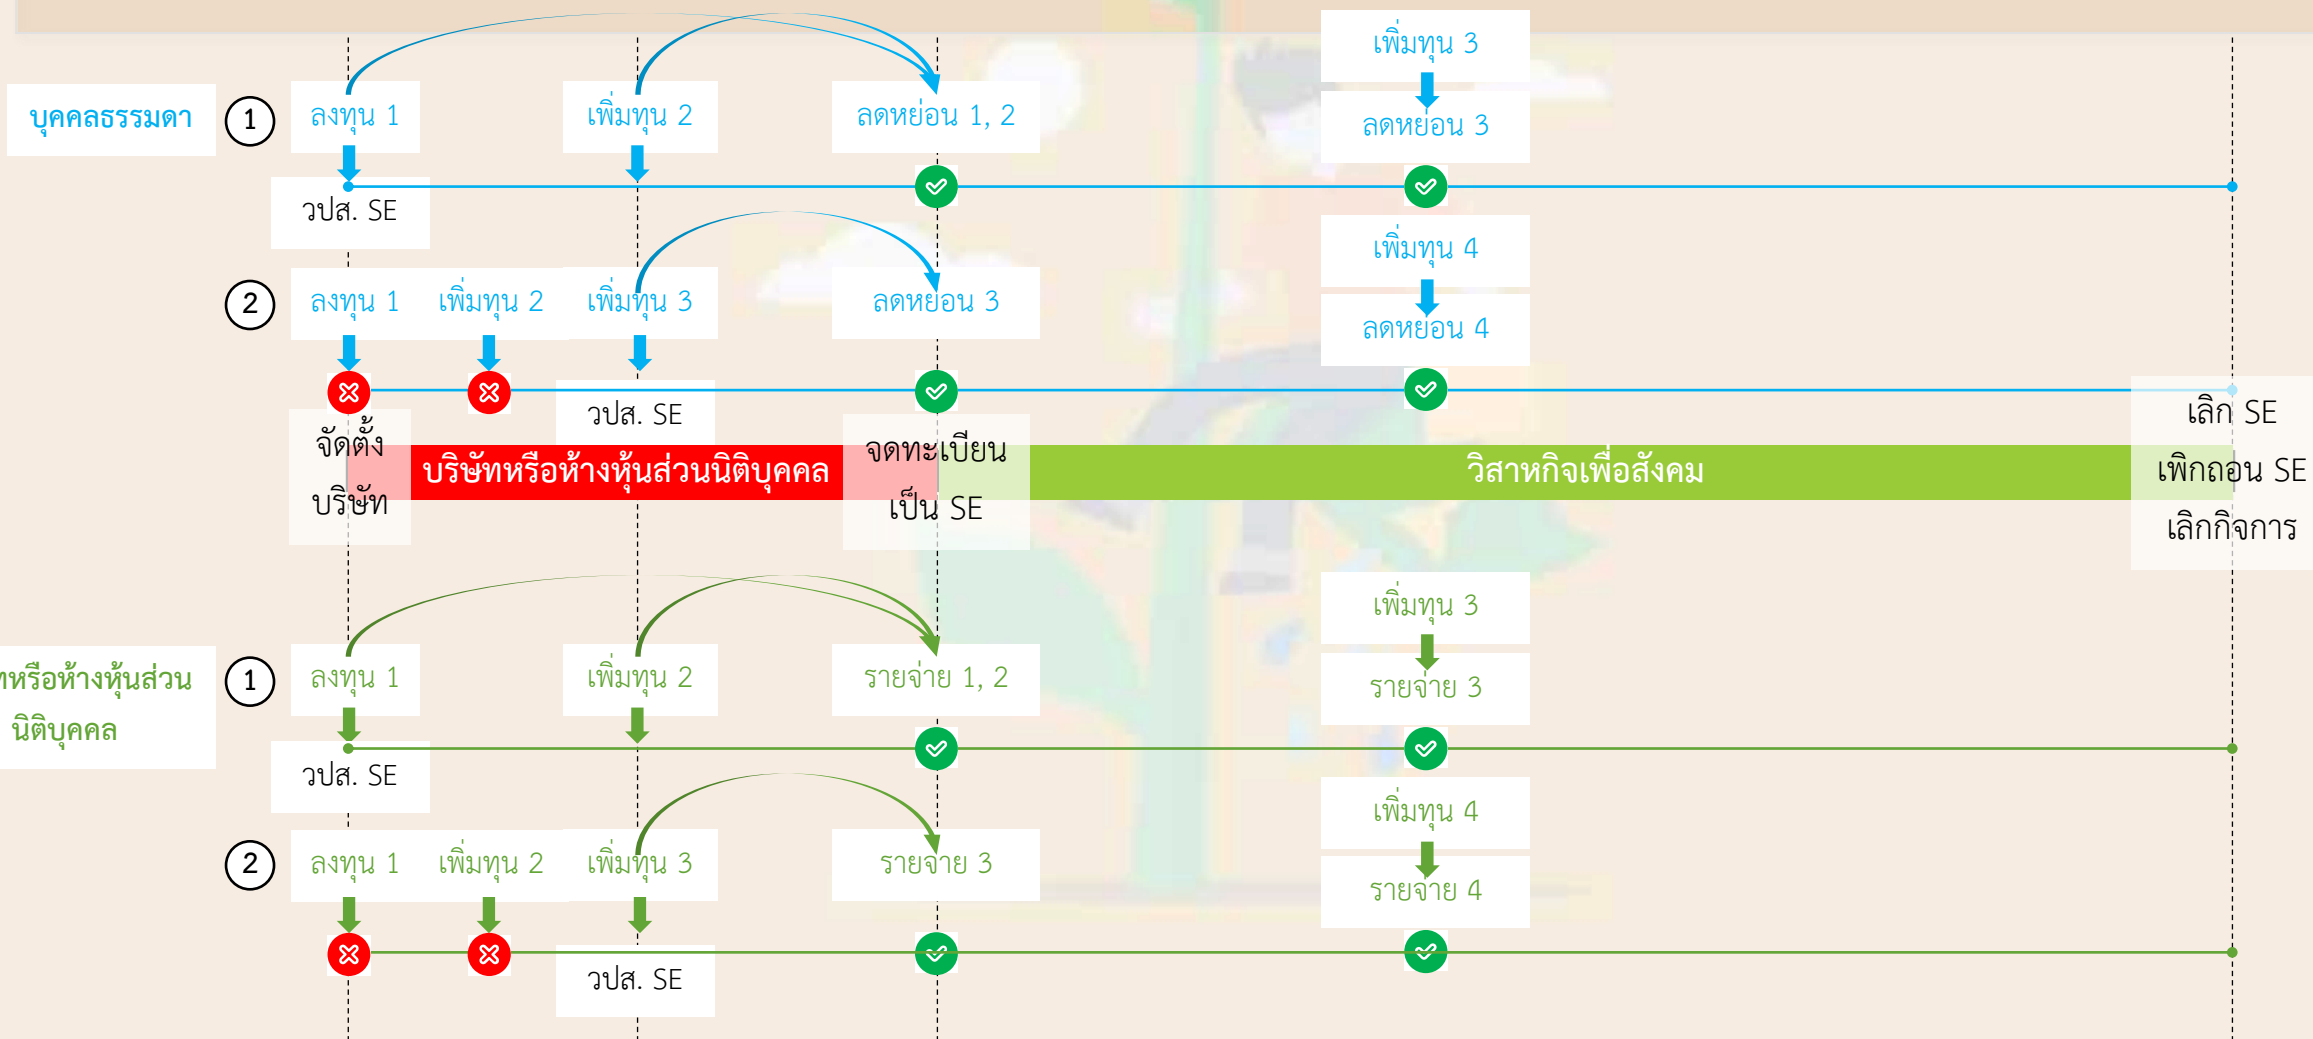 เพิ่มทุน 3
บุคคลธรรมดา
1
ลงทุน 1
เพิ่มทุน 2
ลดหย่อน 1, 2
ลดหย่อน 3
วปส. SE
เพิ่มทุน 4
2
ลงทุน 1
เพิ่มทุน 2
เพิ่มทุน 3
ลดหย่อน 3
ลดหย่อน 4
วปส. SE
จัดตั้ง
บริษัท
บริษัทหรือห้างหุ้นส่วนนิติบุคคล
จดทะเบียน
เป็น SE
วิสาหกิจเพื่อสังคม
เลิก SE
เพิกถอน SE
เลิกกิจการ
เพิ่มทุน 3
ทหรือห้างหุ้นส่วน
นิติบุคคล
1
ลงทุน 1
เพิ่มทุน 2
รายจ่าย 1, 2
รายจ่าย 3
วปส. SE
เพิ่มทุน 4
2
ลงทุน 1
เพิ่มทุน 2
เพิ่มทุน 3
รายจ่าย 3
รายจ่าย 4
วปส. SE